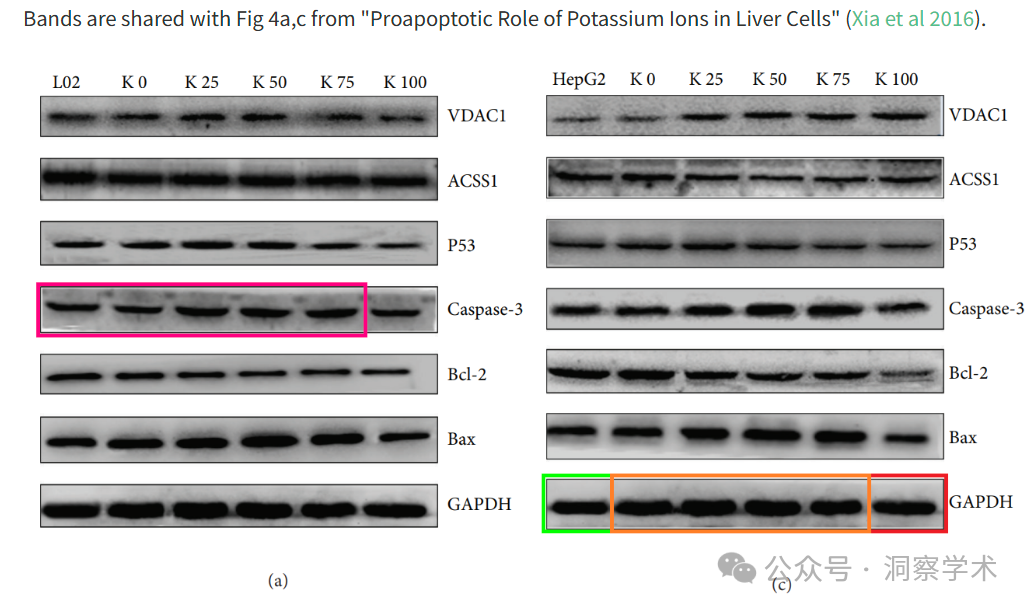 Bands are shared with Fig 4a,c from "Proapoptotic Role of Potassium Ions in Liver Cells" (Xia et al 2016).
L02 K 0 K 25 K 50 K 75 K 100
VDAC1
ACSS1
P53
Caspase-3
Bcl-2
Bax
GAPDH
(a)
HepG2 K 0 K 25 K 50 K 75 K 100
VDAC1
ACSS1
P53
Caspase-3
Bcl-2
Bax
GAPDH
(c)
公众号 · 洞察学术